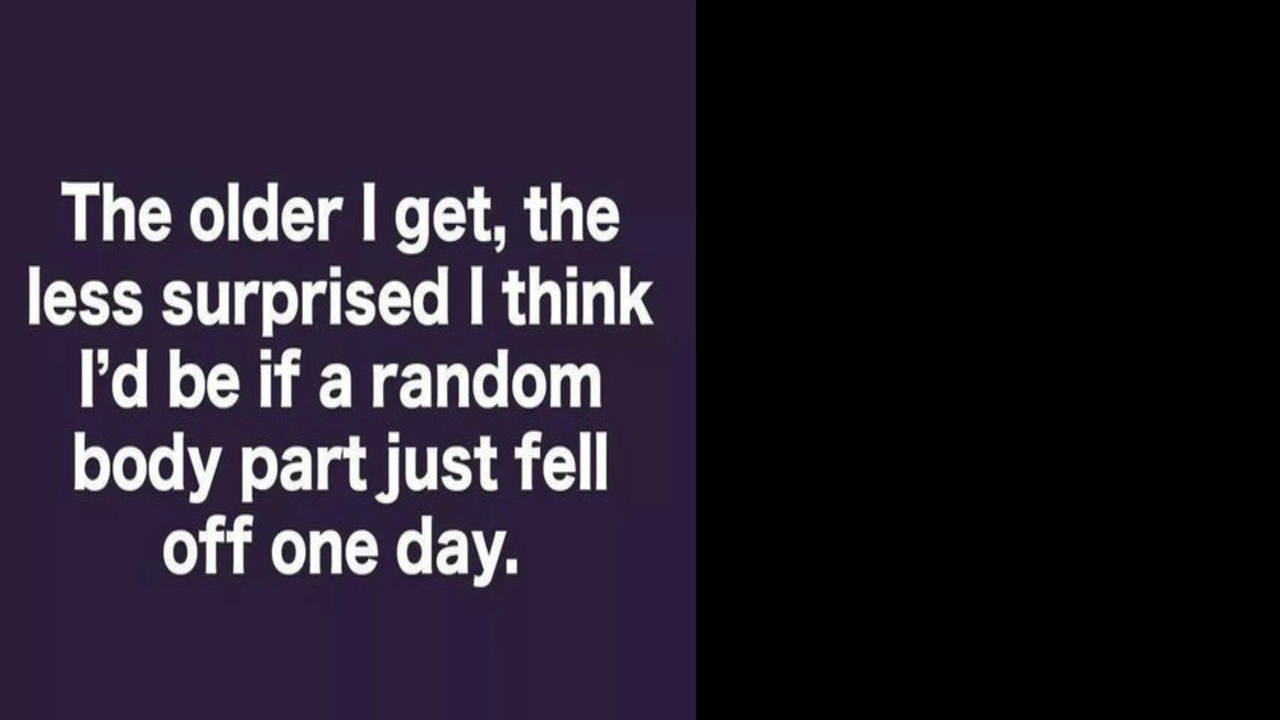 The older I get, the
less surprised I think
I’d be if a random
body part just fell
off one day.